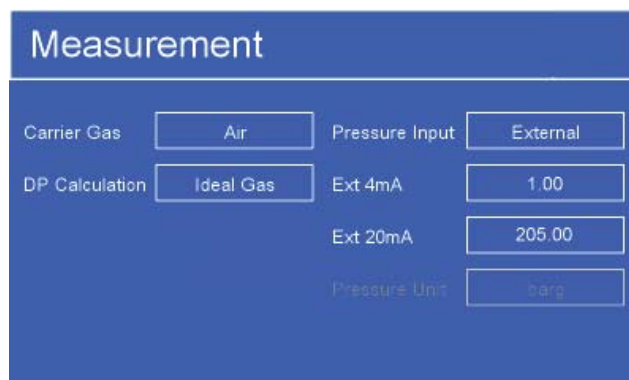 Measurement
Carrier Gas Air Pressure Input External
DP Calculation Ideal Gas Ext 4mA 1.00
Ext 20mA 205.00
Pressure Unit barg